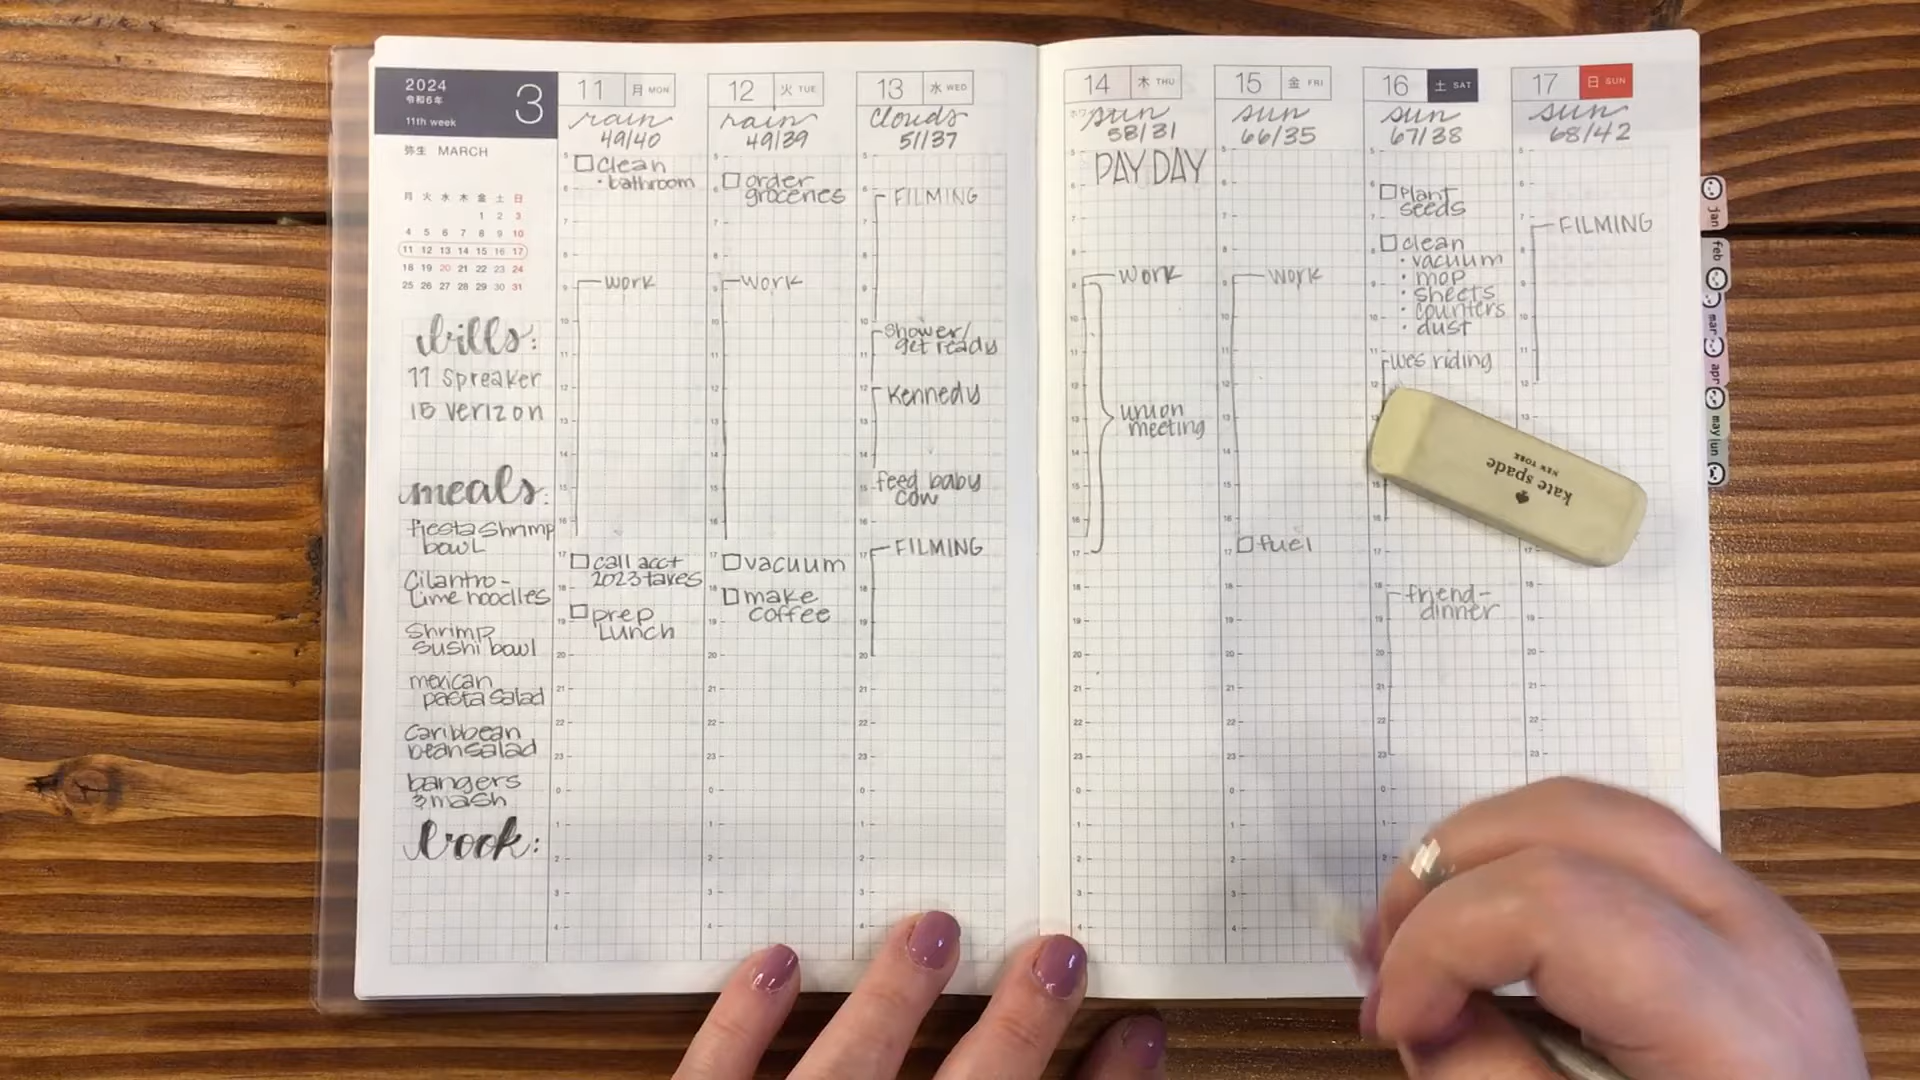 2024
令和6年
11th week
3
弥生 MARCH
月 火 水 木 金 土 日
1 2 3
4 5 6 7 8 9 10
11 12 13 14 15 16 17
18 19 20 21 22 23 24
25 26 27 28 29 30 31
bills:
11 Spreaker
15 verizon
meals:
fiesta shrimp
bowl
Cilantro-
Lime noodles
Shrimp
Sushi bowl
mexican
pasta salad
Caribbean
bean salad
bangers
& mash
book:
11 月 MON
rain
49/40
clean
• bathroom
work
call acct
2023 taxes
prep
Lunch
12 火 TUE
rain
49/39
order
groceries
work
vacuum
make
coffee
13 水 WED
clouds
51/37
FILMING
Shower/
get ready
Kennedy
feed baby
cow
FILMING
14 木 THU
sun
58/31
PAY DAY
work
union
meeting
15 金 FRI
sun
66/35
work
fuel
16 土 SAT
sun
67/38
Plant
seeds
clean
• vacuum
• mop
• sheets
• counters
• dust
wes riding
friend-
dinner
17 日 SUN
sun
68/42
FILMING
kate spade
NEW YORK
jan
feb
mar
apr
may
jun